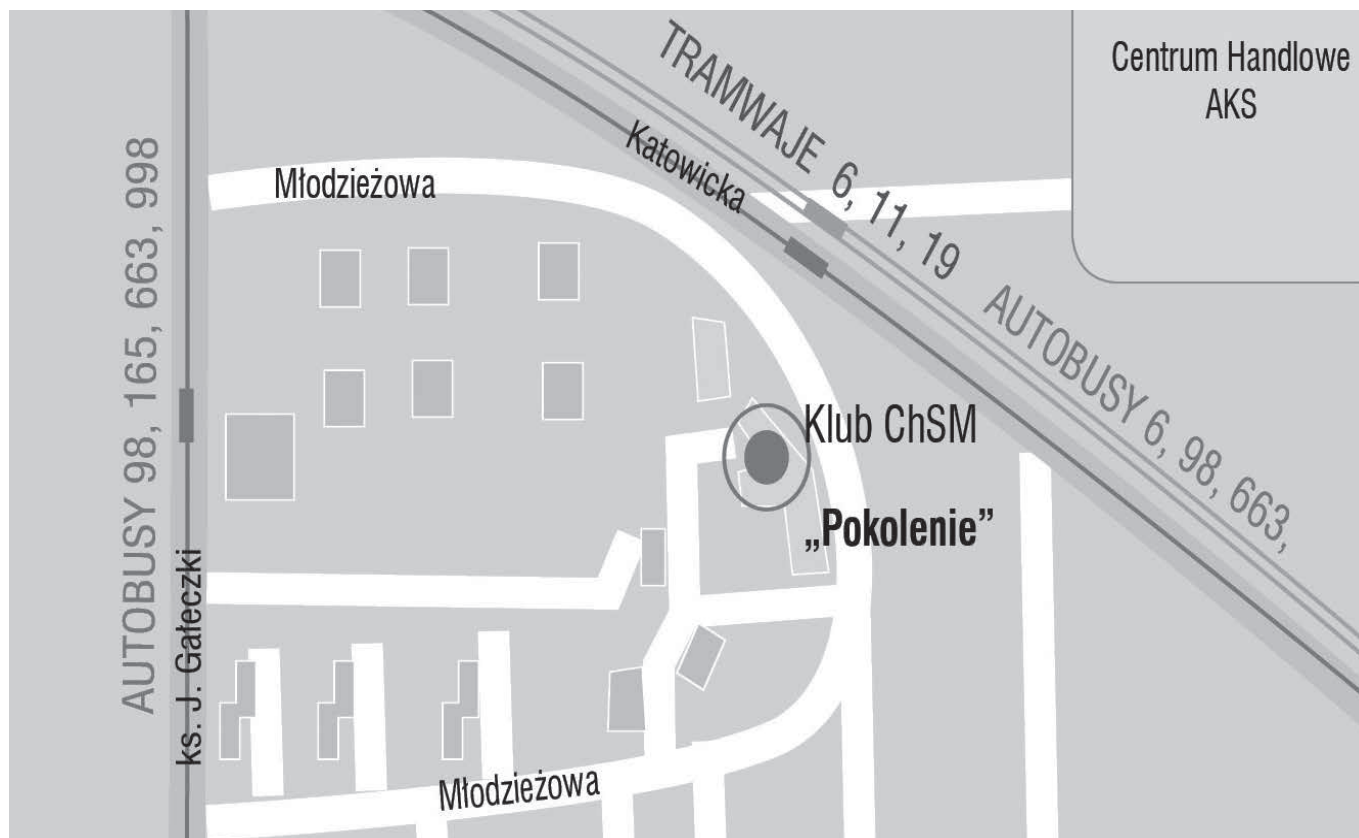 Centrum Handlowe
AKS
TRAMWAJE 6, 11, 19
Katowicka
AUTOBUSY 6, 98, 663,
Młodzieżowa
AUTOBUSY 98, 165, 663, 998
ks. J. Gałeczki
Klub ChSM
„Pokolenie”
Młodzieżowa